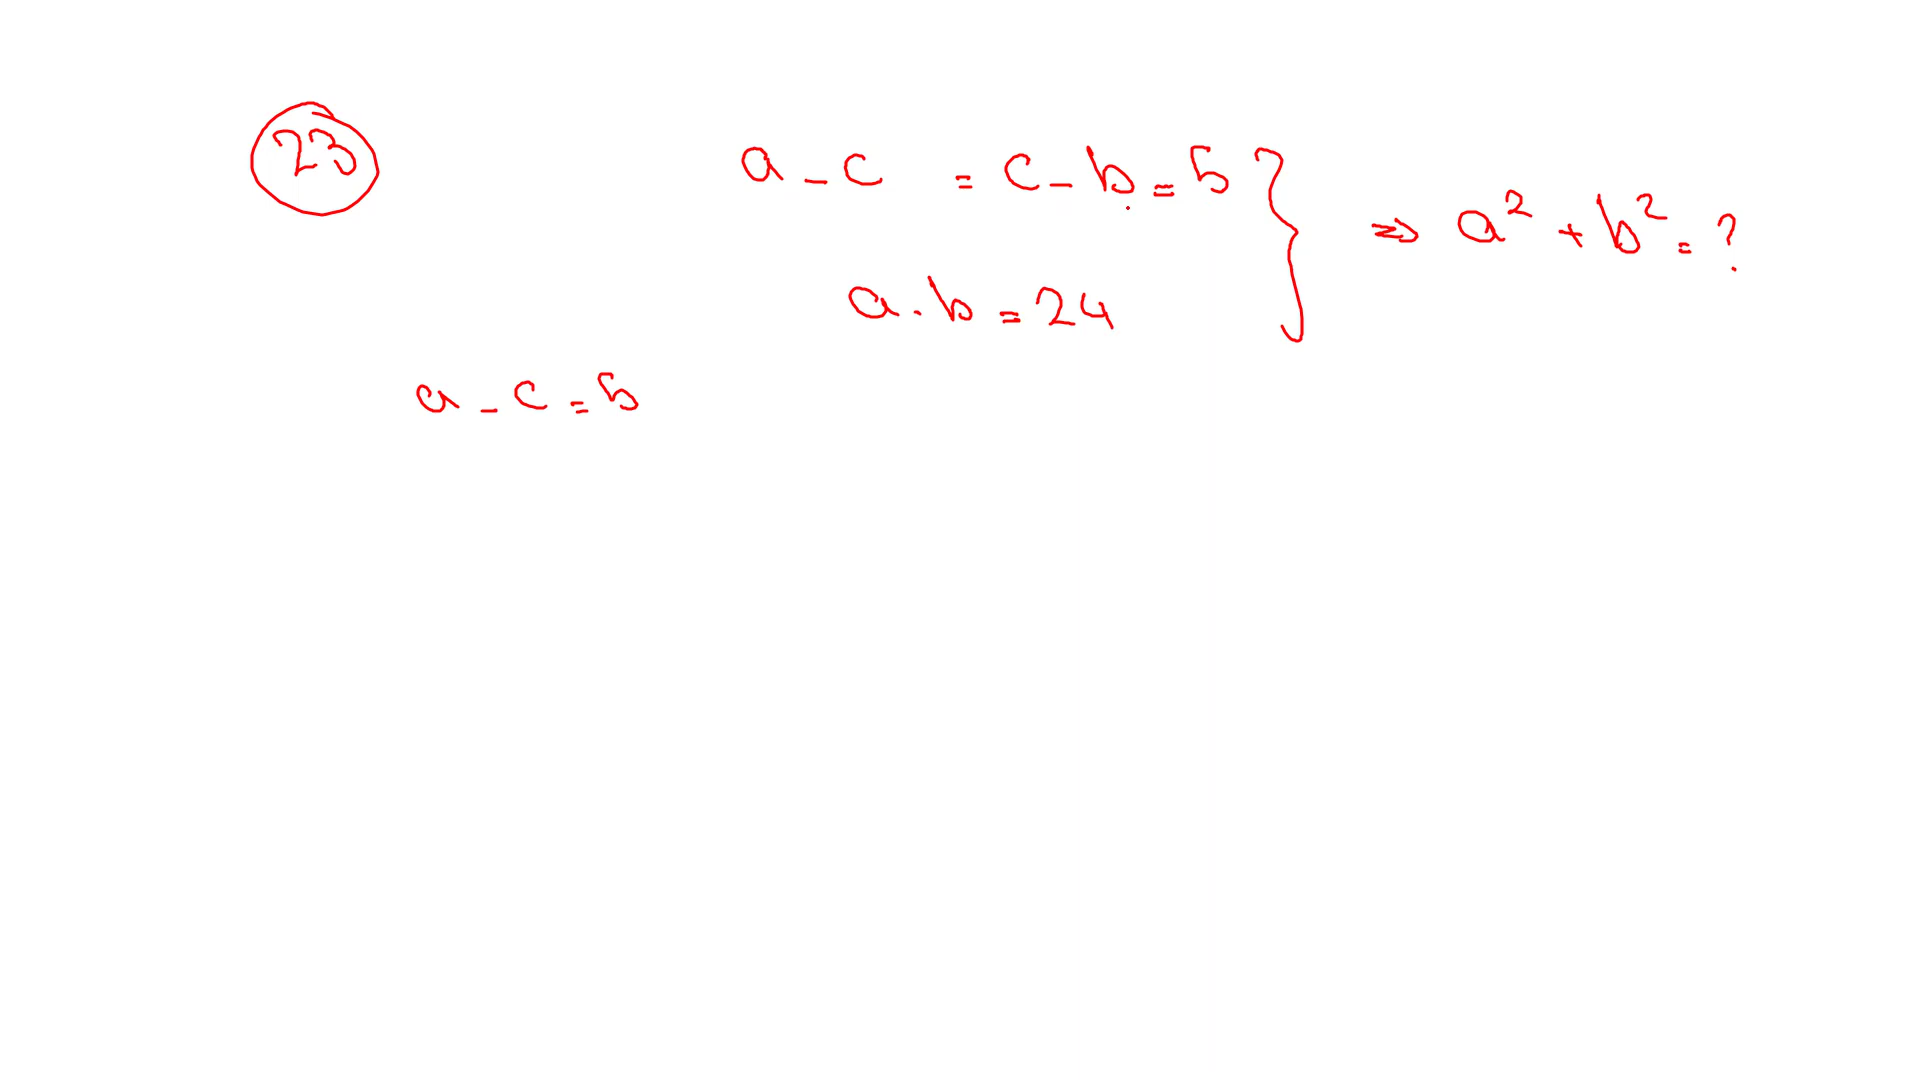 23
a - c = c - b = 5 } ⇒ a² + b² = ?
a . b = 24
a - c = 5